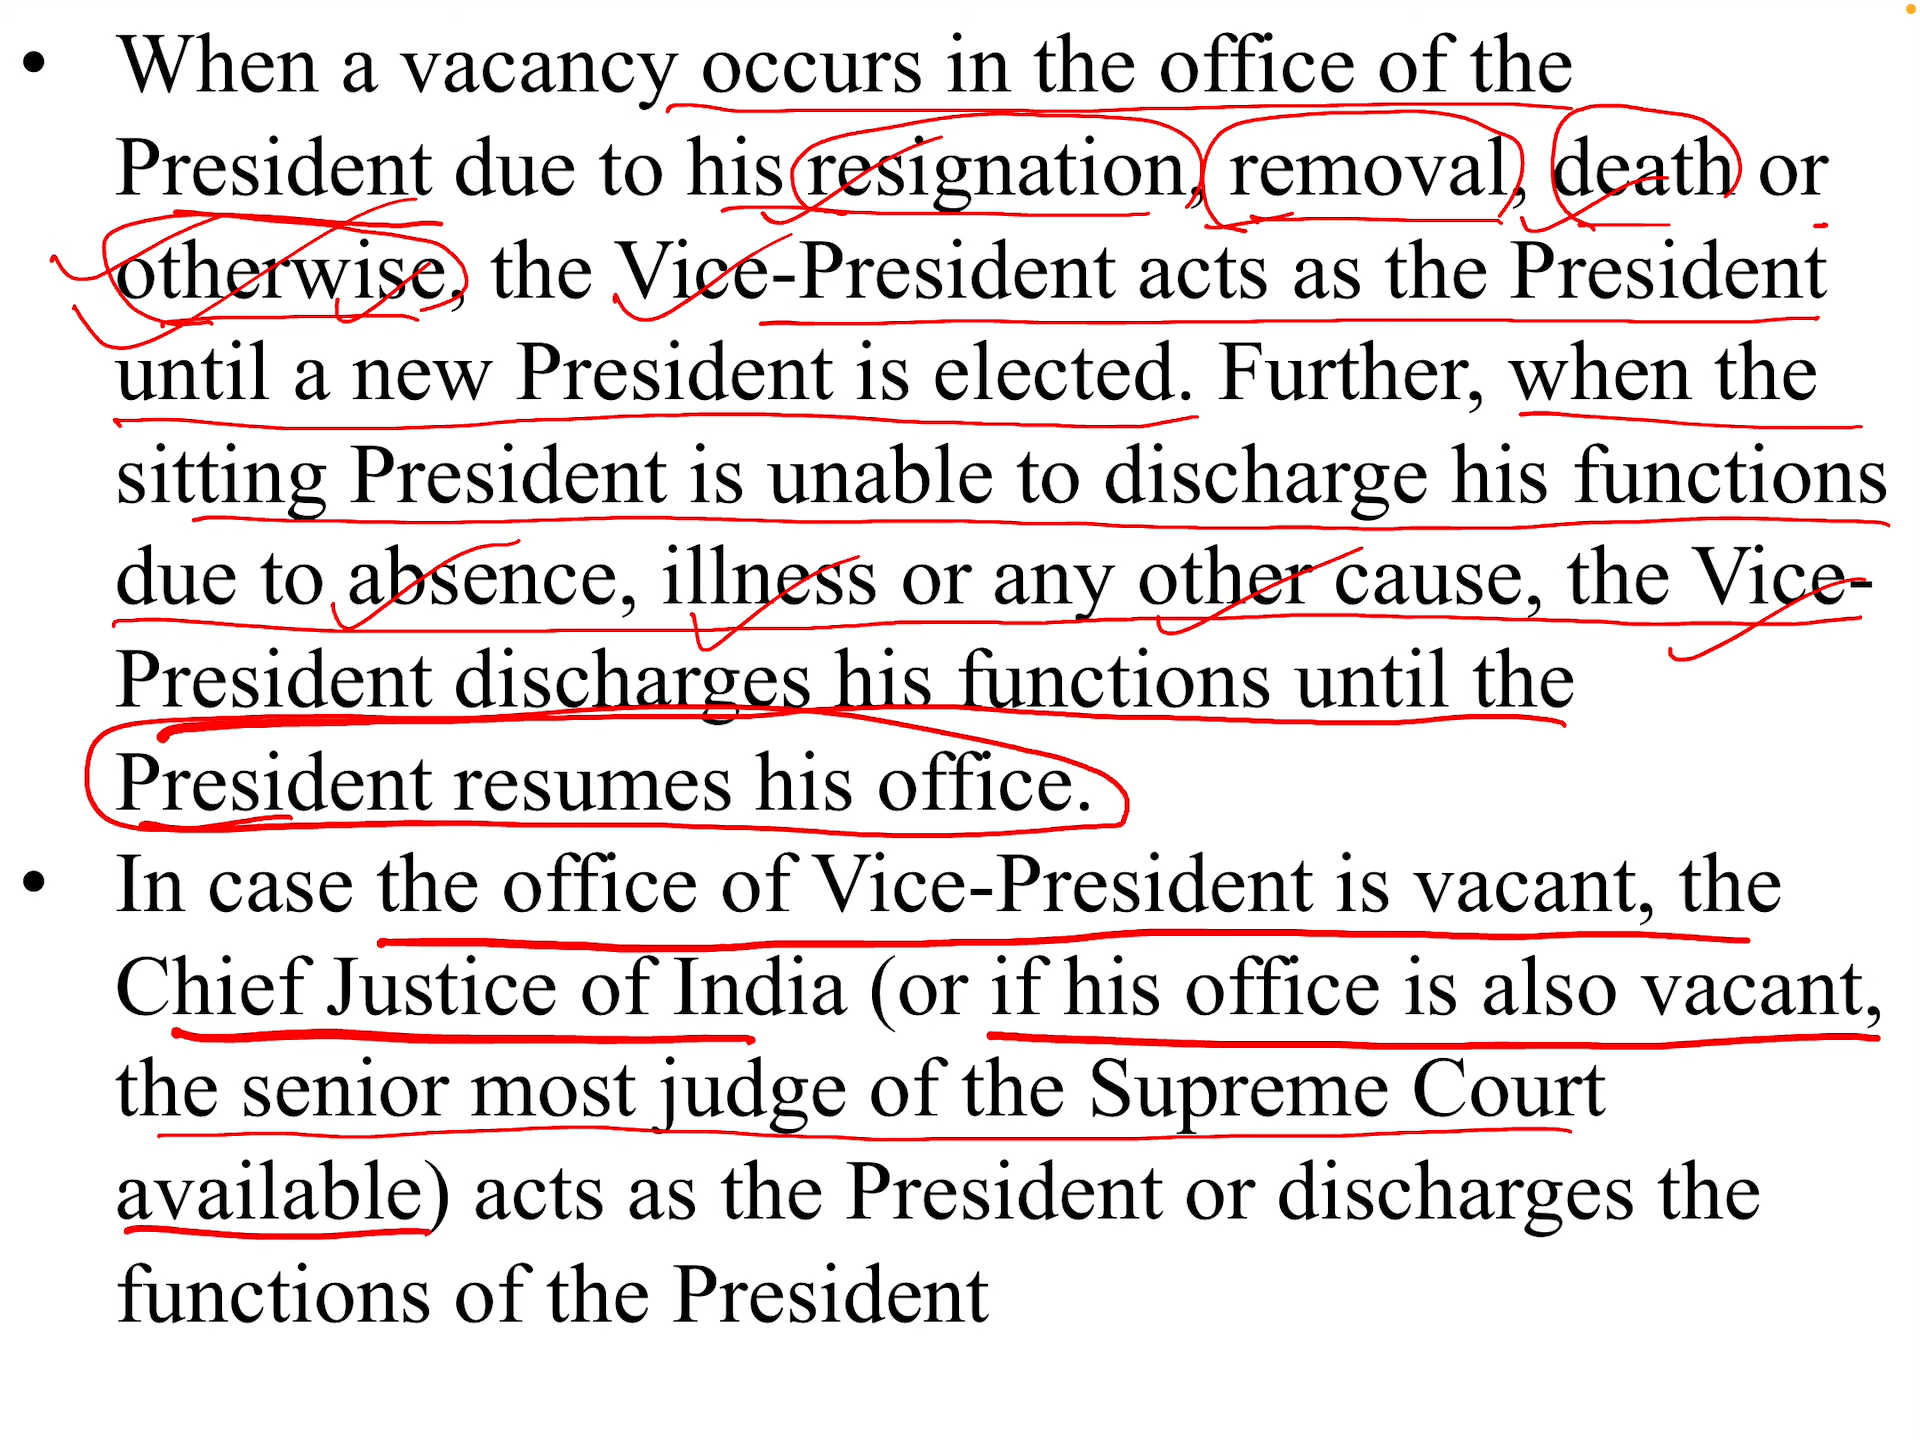 • When a vacancy occurs in the office of the
President due to his resignation, removal, death or
otherwise, the Vice-President acts as the President
until a new President is elected. Further, when the
sitting President is unable to discharge his functions
due to absence, illness or any other cause, the Vice-
President discharges his functions until the
President resumes his office.
• In case the office of Vice-President is vacant, the
Chief Justice of India (or if his office is also vacant,
the senior most judge of the Supreme Court
available) acts as the President or discharges the
functions of the President